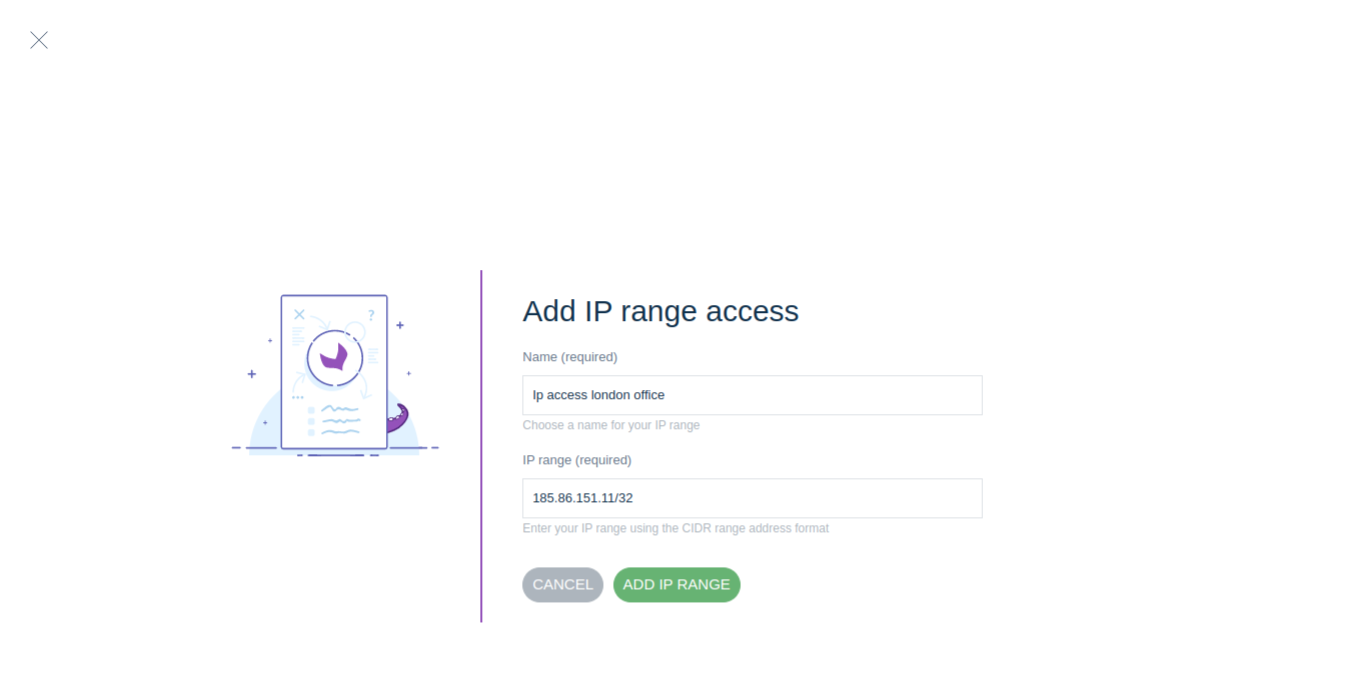 Add IP range access
Name (required)
Ip access london office
Choose a name for your IP range
IP range (required)
185.86.151.11/32
Enter your IP range using the CIDR range address format
CANCEL ADD IP RANGE